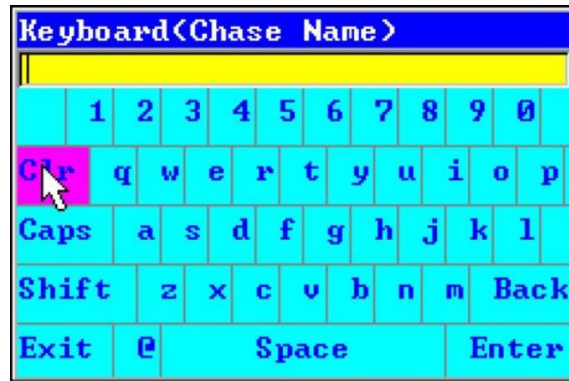 Keyboard(Chase Name)
1 2 3 4 5 6 7 8 9 0
Clr q w e r t y u i o p
Caps a s d f g h j k l
Shift z x c v b n m Back
Exit @ Space Enter